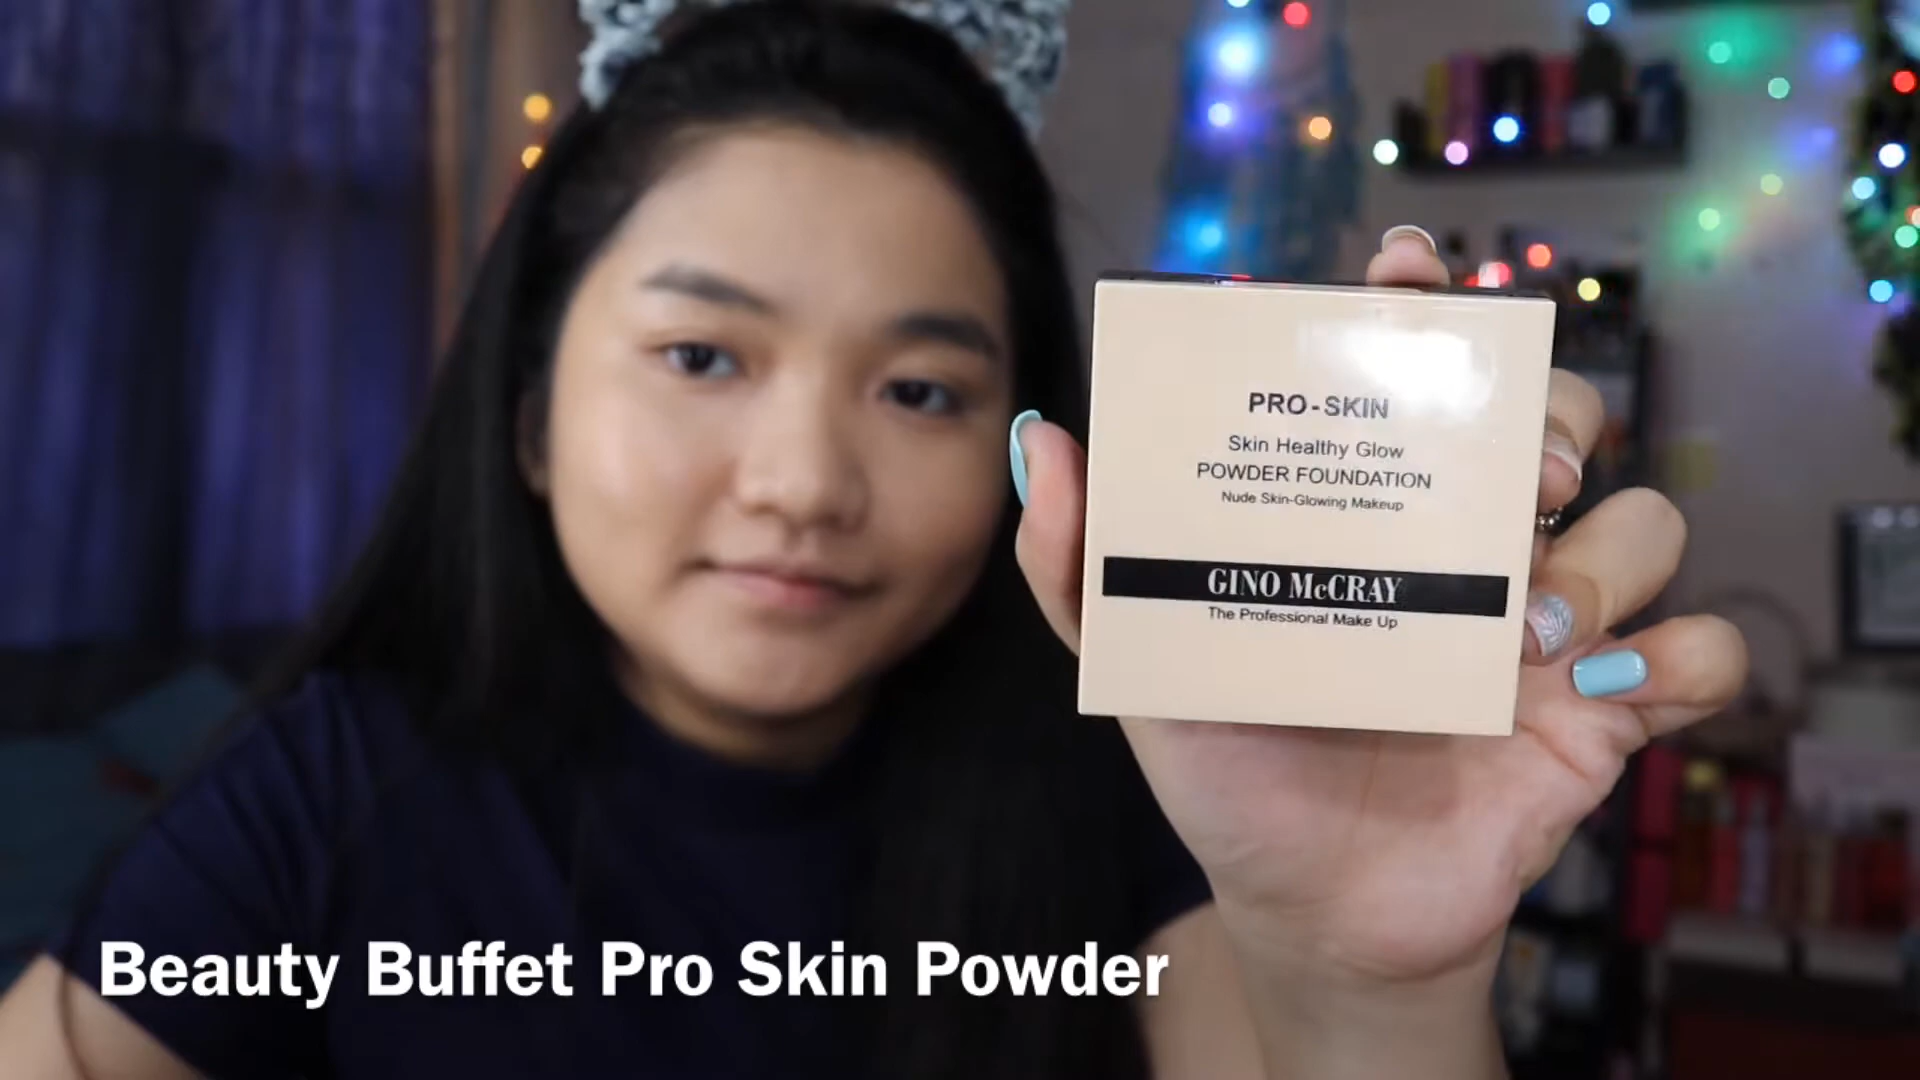 PRO-SKIN
Skin Healthy Glow
POWDER FOUNDATION
Nude Skin-Glowing Makeup
GINO McCRAY
The Professional Make Up
Beauty Buffet Pro Skin Powder